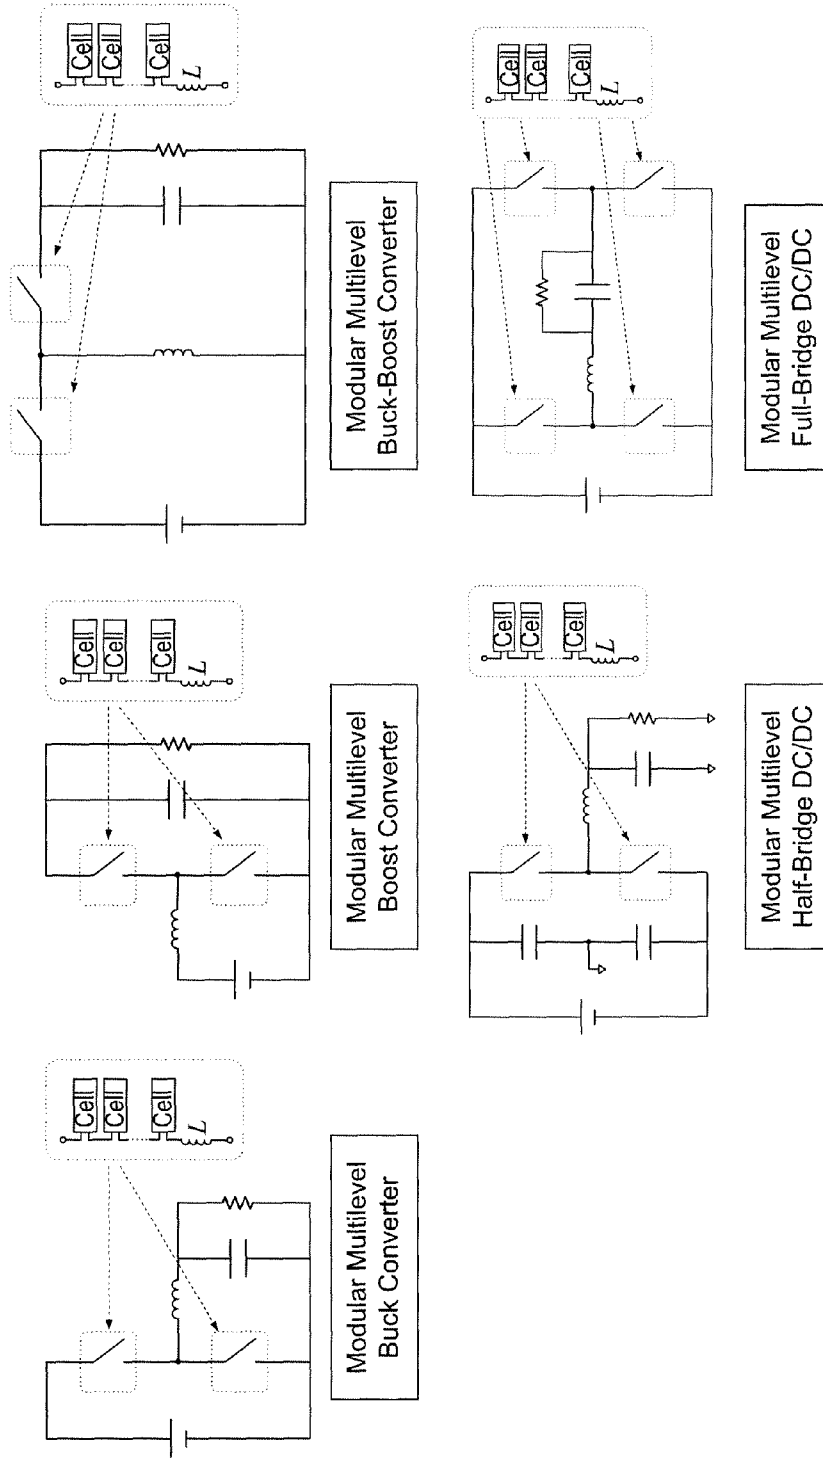 Cell
Cell
Cell
L
Modular Multilevel
Buck Converter
Cell
Cell
Cell
L
Modular Multilevel
Boost Converter
Cell
Cell
Cell
L
Modular Multilevel
Buck-Boost Converter
Cell
Cell
Cell
L
Modular Multilevel
Half-Bridge DC/DC
Cell
Cell
Cell
L
Modular Multilevel
Full-Bridge DC/DC